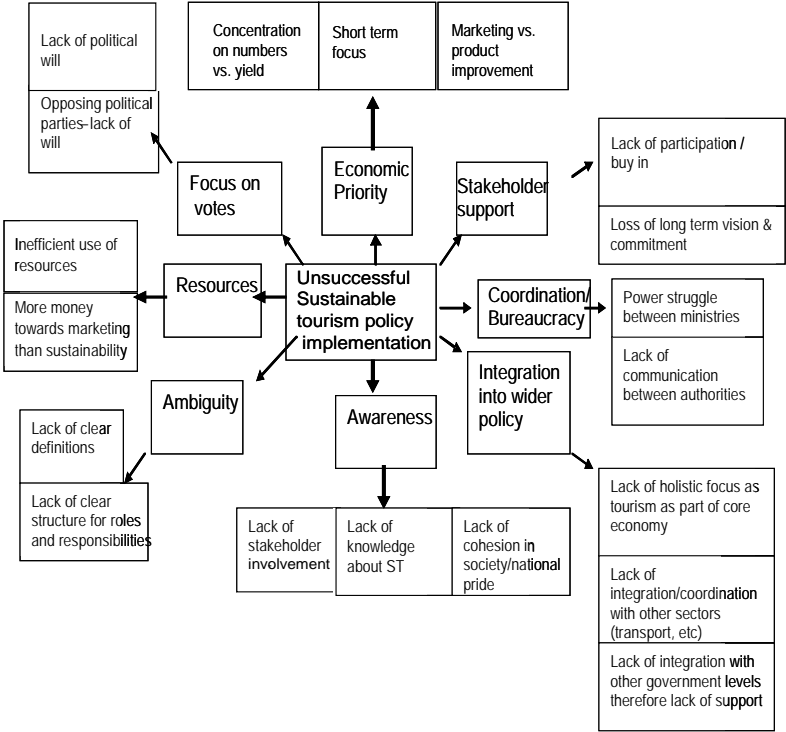 Lack of political
will
Opposing political
parties–lack of
will
Concentration
on numbers
vs. yield
Short term
focus
Marketing vs.
product
improvement
Focus on
votes
Economic
Priority
Stakeholder
support
Lack of participation /
buy in
Loss of long term vision &
commitment
Inefficient use of
resources
More money
towards marketing
than sustainability
Resources
Unsuccessful
Sustainable
tourism policy
implementation
Coordination/
Bureaucracy
Power struggle
between ministries
Lack of
communication
between authorities
Ambiguity
Awareness
Integration
into wider
policy
Lack of clear
definitions
Lack of clear
structure for roles
and responsibilities
Lack of
stakeholder
involvement
Lack of
knowledge
about ST
Lack of
cohesion in
society/national
pride
Lack of holistic focus as
tourism as part of core
economy
Lack of
integration/coordination
with other sectors
(transport, etc)
Lack of integration with
other government levels
therefore lack of support